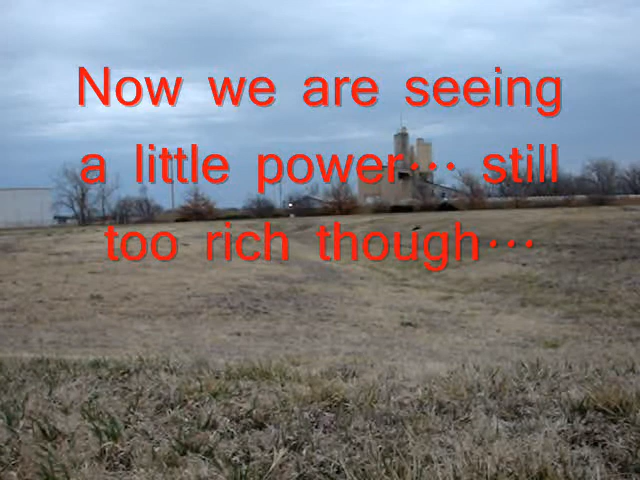 Now we are seeing
a little power… still
too rich though…